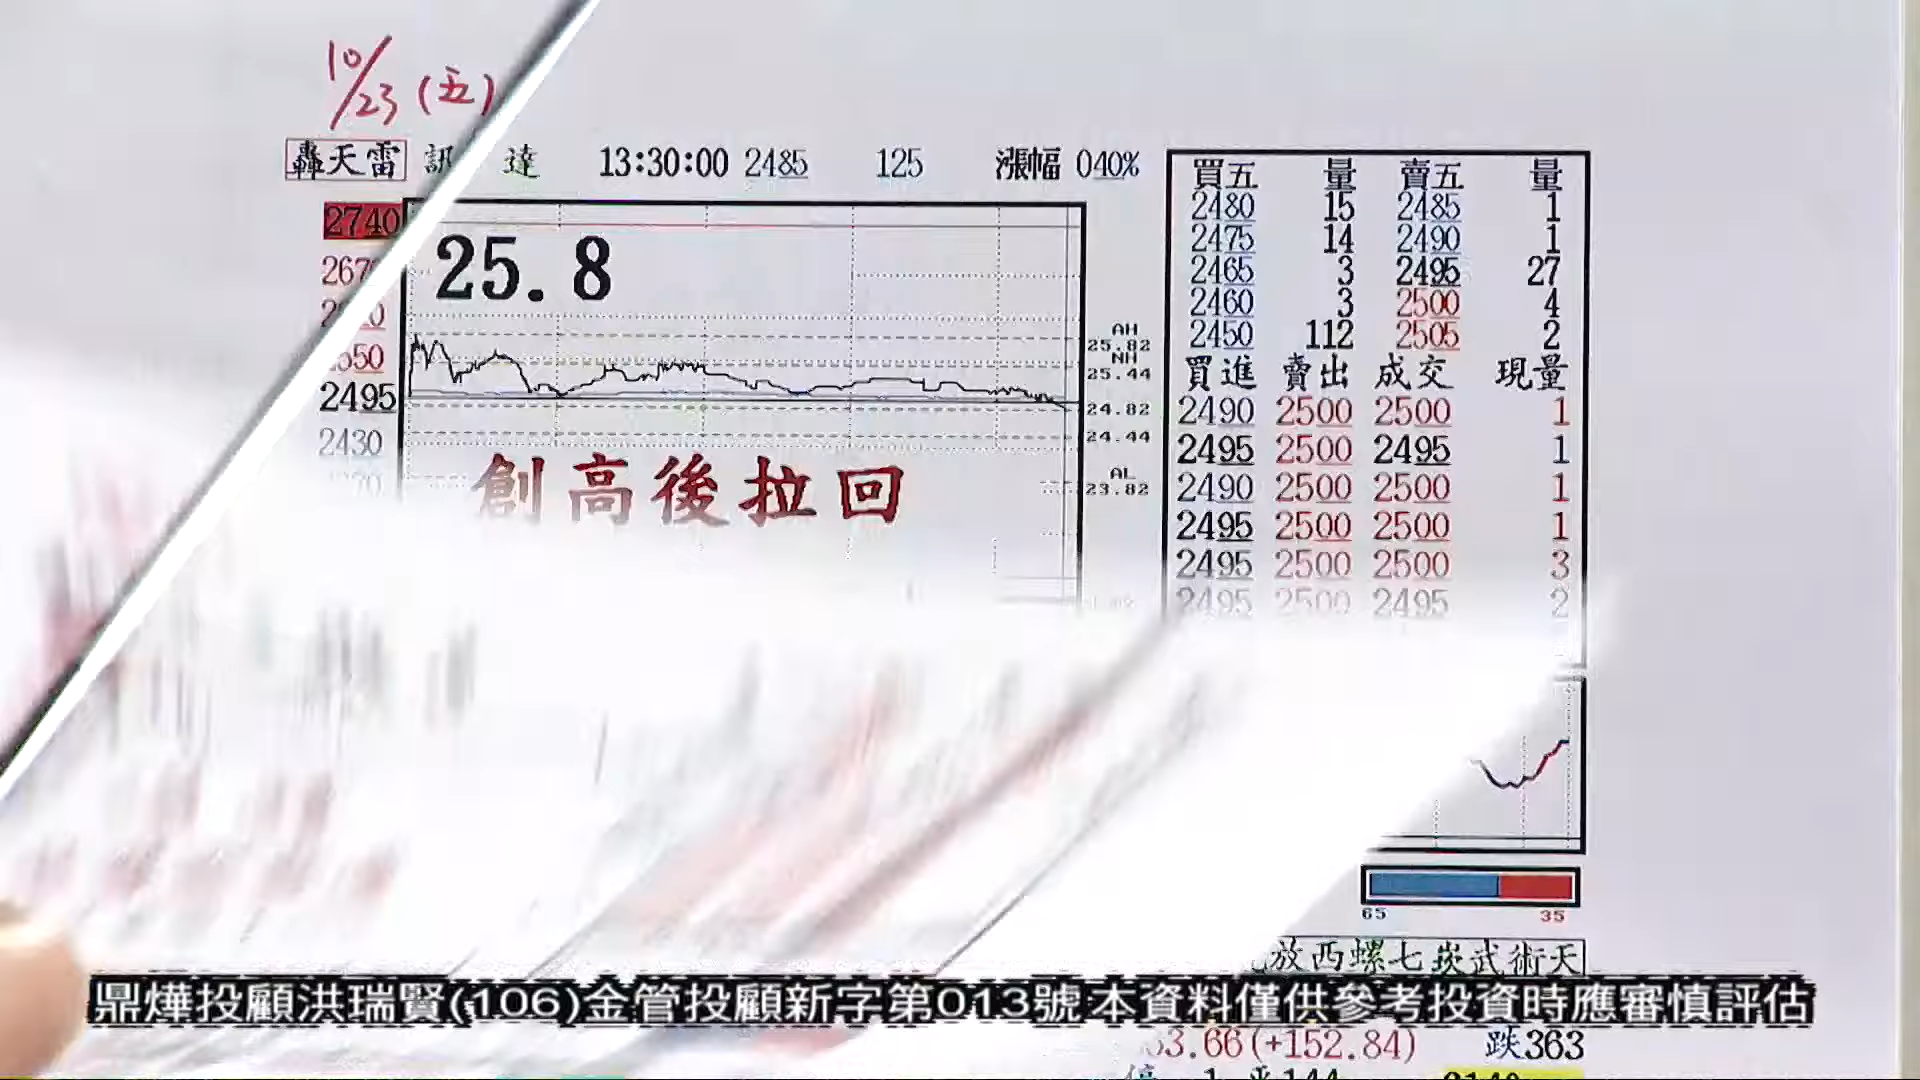 10/23(五)
轟天雷 訊達 13:30:00 2485 125 漲幅 040%
2740
25.8
550
2495
2430
AH
25.82
NH
25.44
24.82
24.44
AL
23.82
創高後拉回
買五 量 賣五 量
2480 15 2485 1
2475 14 2490 1
2465 3 2495 27
2460 3 2500 4
2450 112 2505 2
買進 賣出 成交 現量
2490 2500 2500 1
2495 2500 2495 1
2490 2500 2500 1
2495 2500 2500 1
2495 2500 2500 3
2495 2500 2495 2
65 35
放西螺七崁武術天
鼎燁投顧洪瑞賢(106)金管投顧新字第013號本資料僅供參考投資時應審慎評估
3.66(+152.84) 跌363